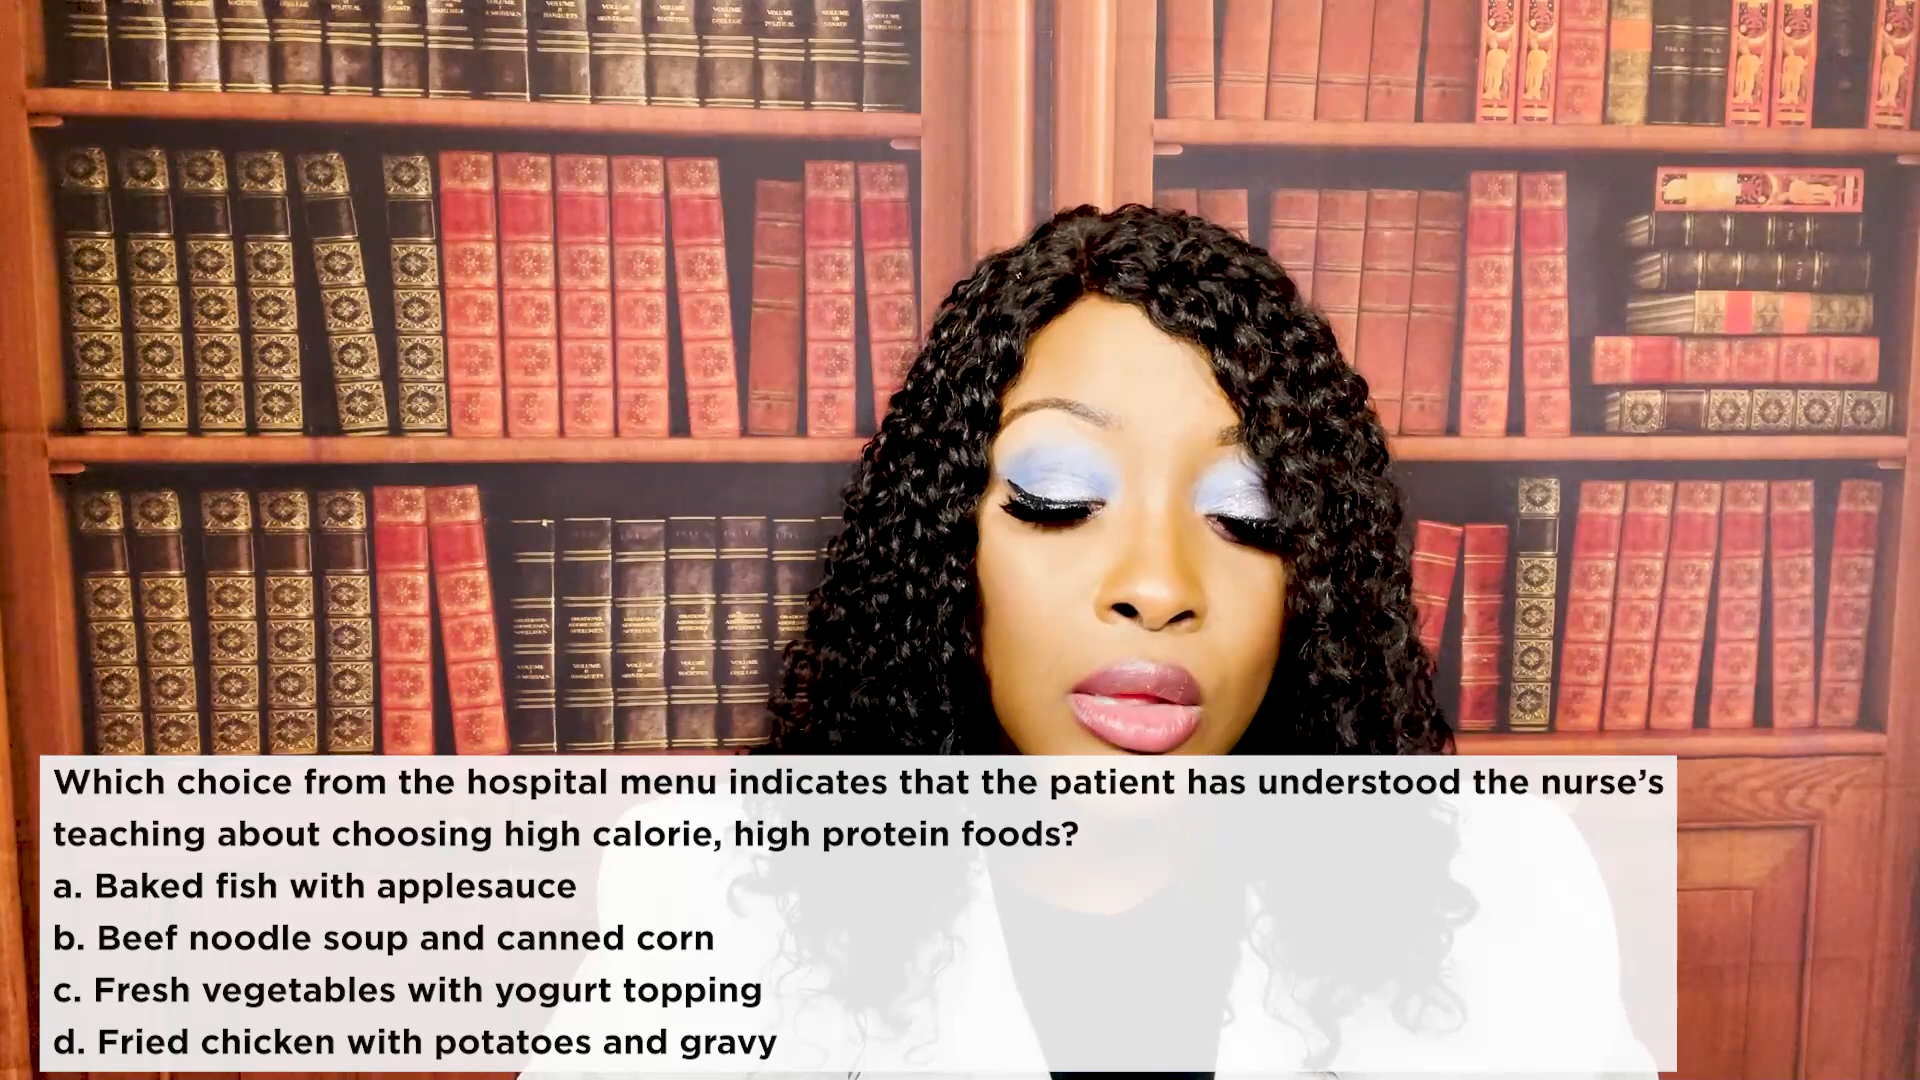 Which choice from the hospital menu indicates that the patient has understood the nurse’s
teaching about choosing high calorie, high protein foods?
a. Baked fish with applesauce
b. Beef noodle soup and canned corn
c. Fresh vegetables with yogurt topping
d. Fried chicken with potatoes and gravy